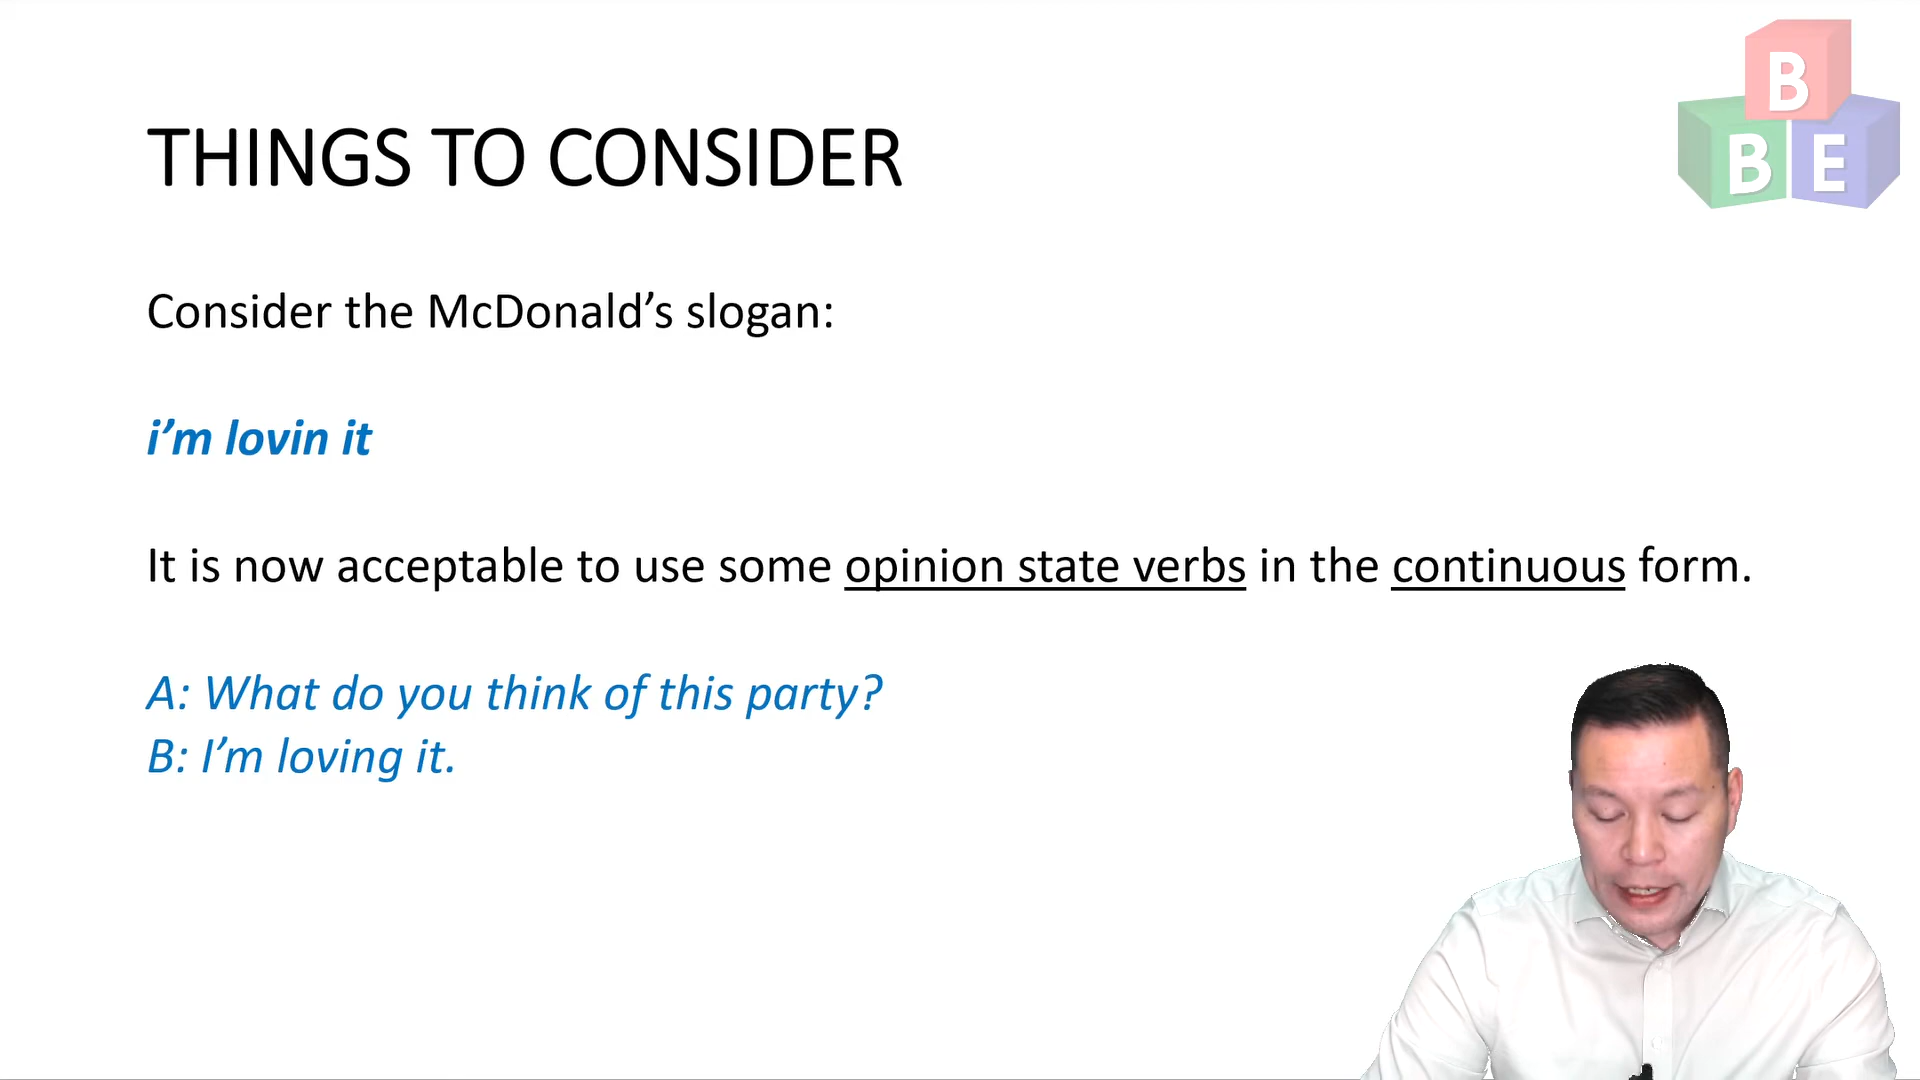 B
B E
THINGS TO CONSIDER
Consider the McDonald’s slogan:
i’m lovin it
It is now acceptable to use some opinion state verbs in the continuous form.
A: What do you think of this party?
B: I’m loving it.